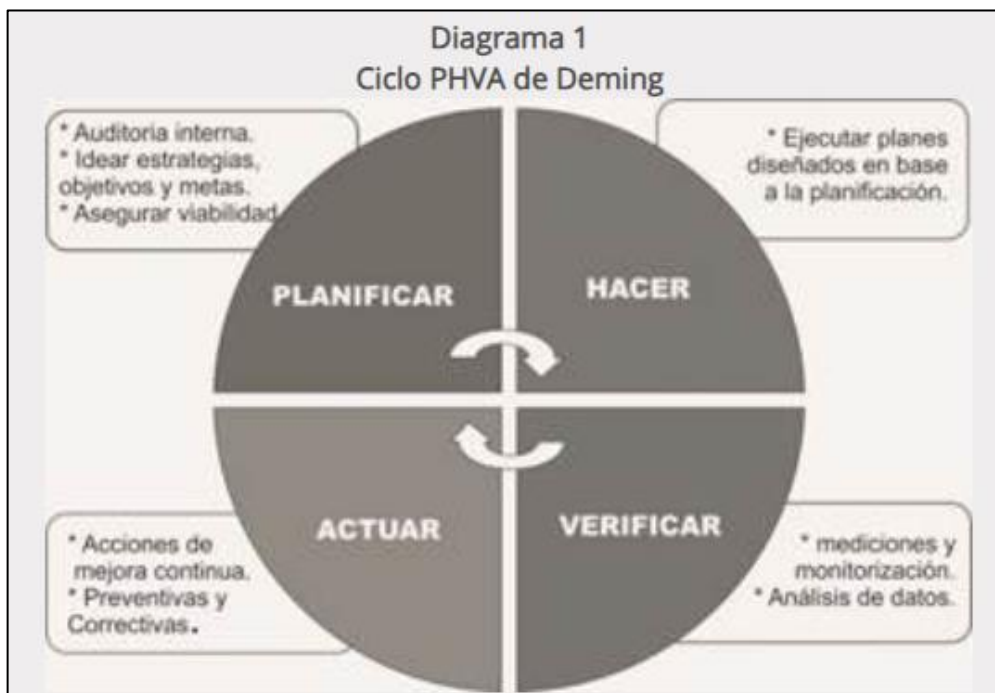 Diagrama 1
Ciclo PHVA de Deming
* Auditoria interna.
* Idear estrategias,
objetivos y metas.
* Asegurar viabilidad
* Ejecutar planes
diseñados en base
a la planificación.
PLANIFICAR
HACER
ACTUAR
VERIFICAR
* Acciones de
mejora continua.
* Preventivas y
Correctivas.
* mediciones y
monitorización.
* Análisis de datos.